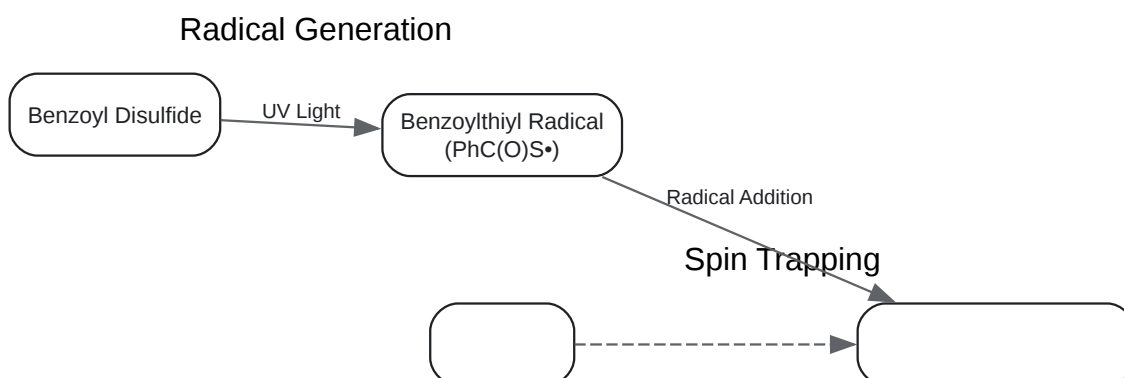 Radical Generation
Benzoyl Disulfide
UV Light
Benzoylthiyl Radical
(PhC(O)S•)
Radical Addition
Spin Trapping